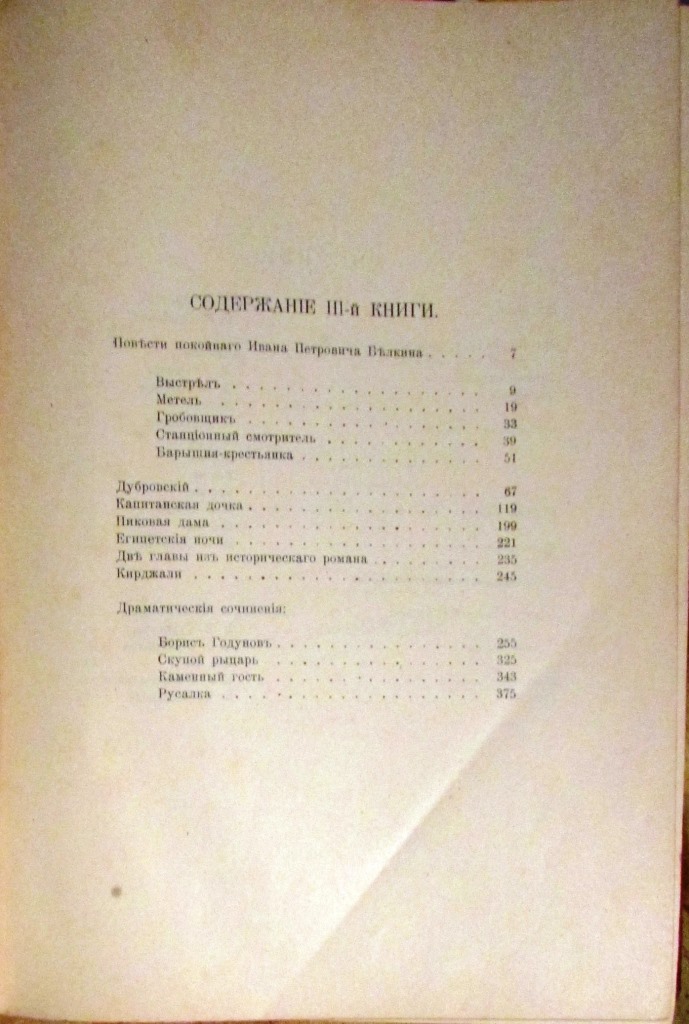 СОДЕРЖАНІЕ III-й КНИГИ.
Повѣсти покойнаго Ивана Петровича Бѣлкина . . . . . 7
Выстрѣлъ . . . . . . . . . . . . . . . . . . . 9
Метель . . . . . . . . . . . . . . . . . . . . 19
Гробовщикъ . . . . . . . . . . . . . . . . . . 33
Станціонный смотритель . . . . . . . . . . . . 39
Барышня-крестьянка . . . . . . . . . . . . . . 51
Дубровскій . . . . . . . . . . . . . . . . . . 67
Капитанская дочка . . . . . . . . . . . . . . . 119
Пиковая дама . . . . . . . . . . . . . . . . . 199
Египетскія ночи . . . . . . . . . . . . . . . . 221
Двѣ главы изъ историческаго романа . . . . . . . 235
Кирджали . . . . . . . . . . . . . . . . . . . 245
Драматическія сочиненія:
Борисъ Годуновъ . . . . . . . . . . . . . . . . 255
Скупой рыцарь . . . . . . . . . . . . . . . . 325
Каменный гость . . . . . . . . . . . . . . . . 343
Русалка . . . . . . . . . . . . . . . . . . . 375